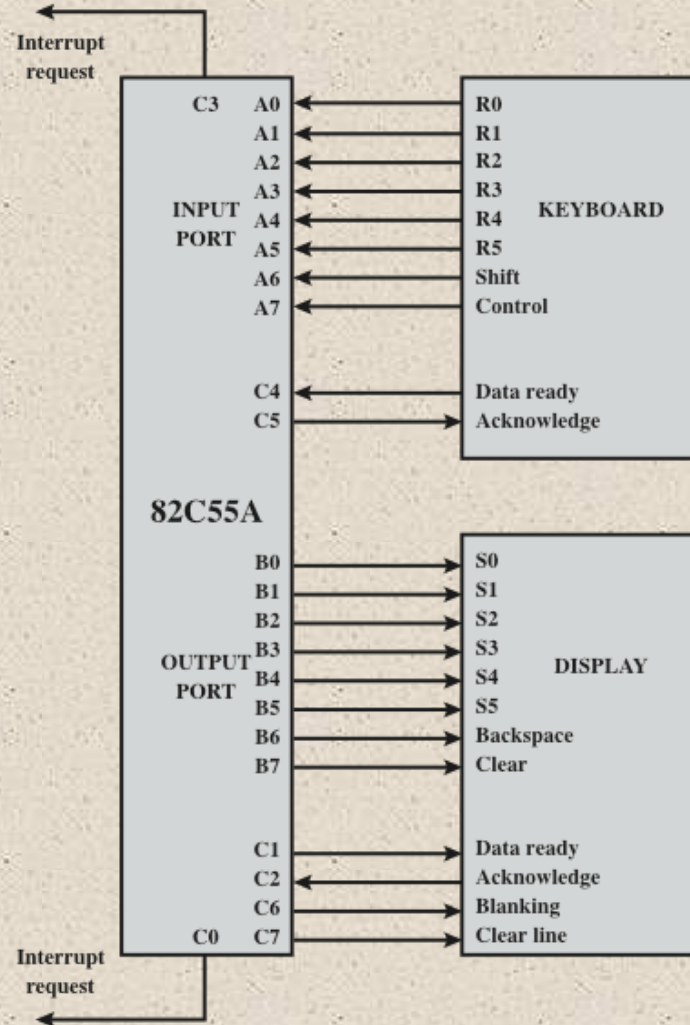 Interrupt
request
C3
A0
R0
A1
R1
A2
R2
A3
R3
INPUT
PORT
KEYBOARD
A4
R4
A5
R5
A6
Shift
A7
Control
C4
Data ready
C5
Acknowledge
82C55A
B0
S0
B1
S1
B2
S2
B3
S3
OUTPUT
PORT
DISPLAY
B4
S4
B5
S5
B6
Backspace
B7
Clear
C1
Data ready
C2
Acknowledge
C6
Blanking
C0
C7
Clear line
Interrupt
request